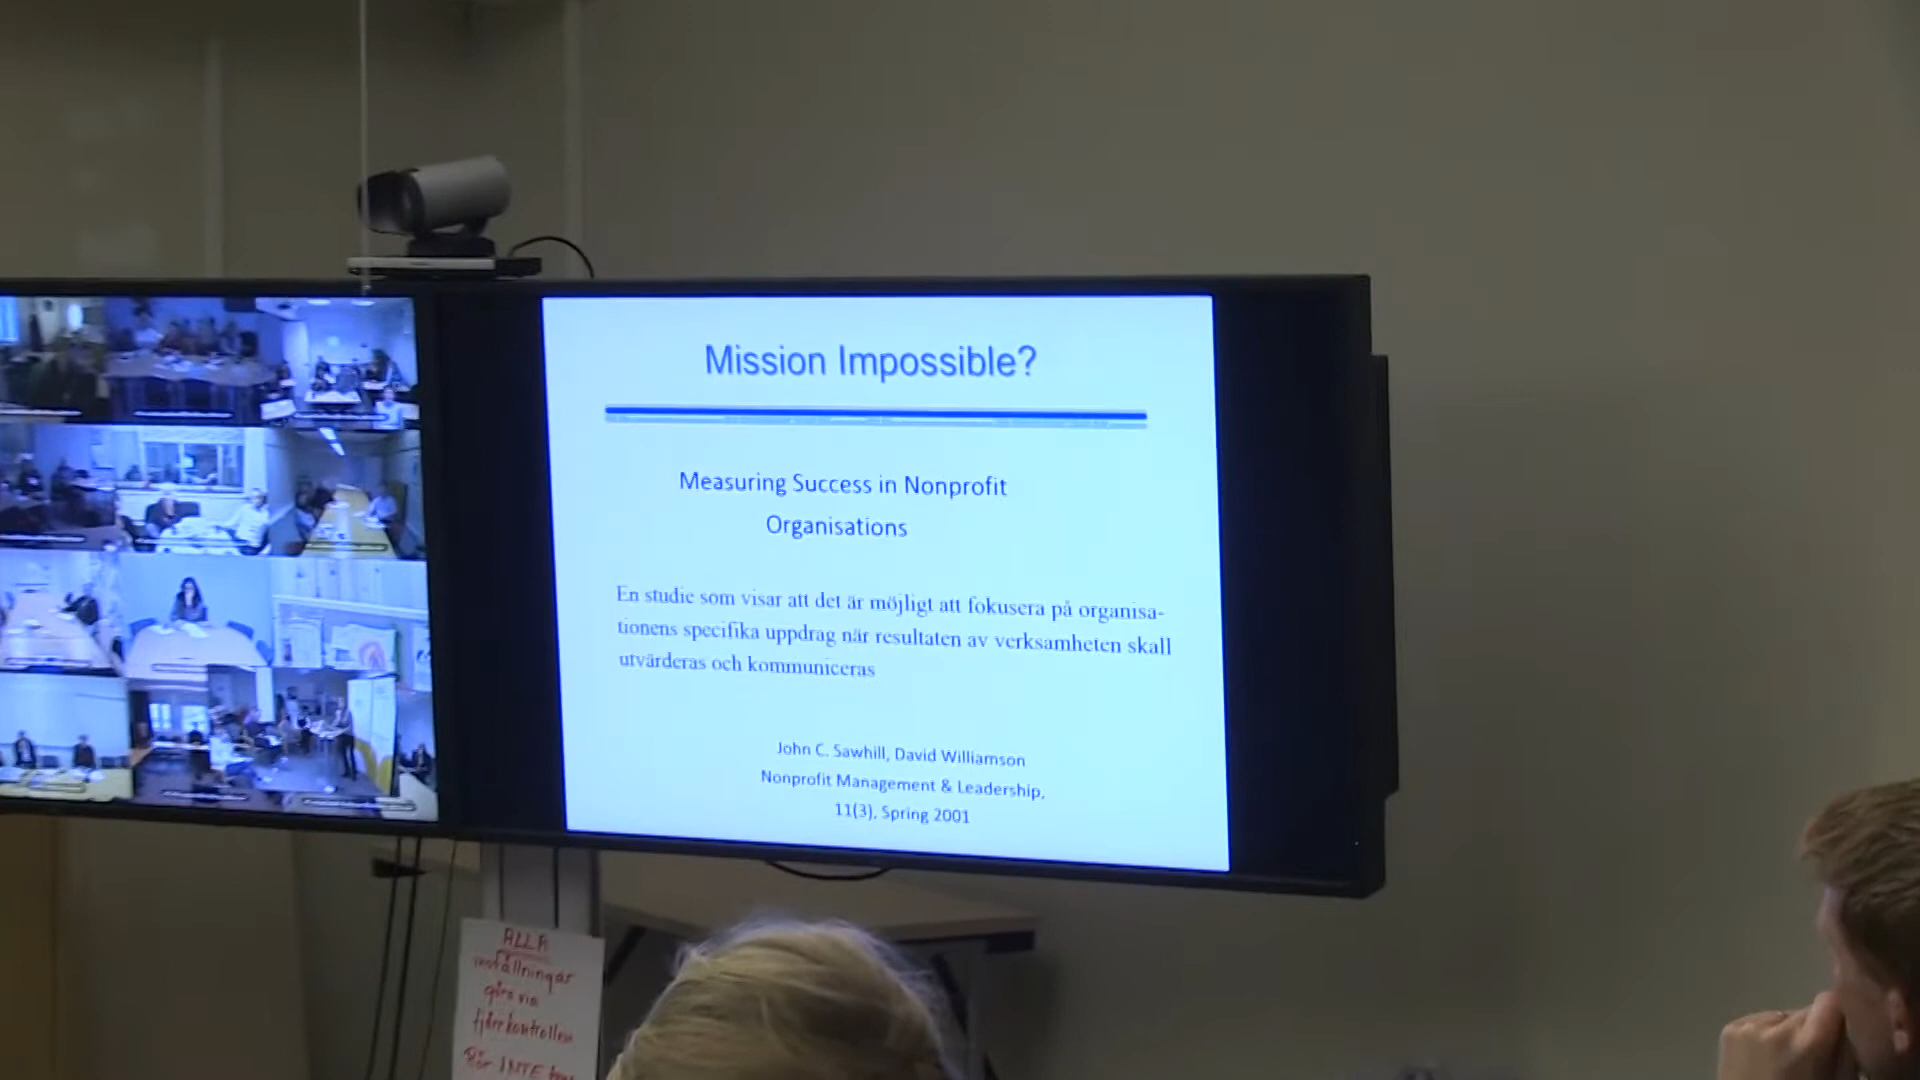 Mission Impossible?
Measuring Success in Nonprofit
Organisations
En studie som visar att det är möjligt att fokusera på organisa-
tionens specifika uppdrag när resultaten av verksamheten skall
utvärderas och kommuniceras
John C. Sawhill, David Williamson
Nonprofit Management & Leadership,
11(3), Spring 2001
ALLA
inställningar
görs via
fjärrkontrollen
Rör INTE